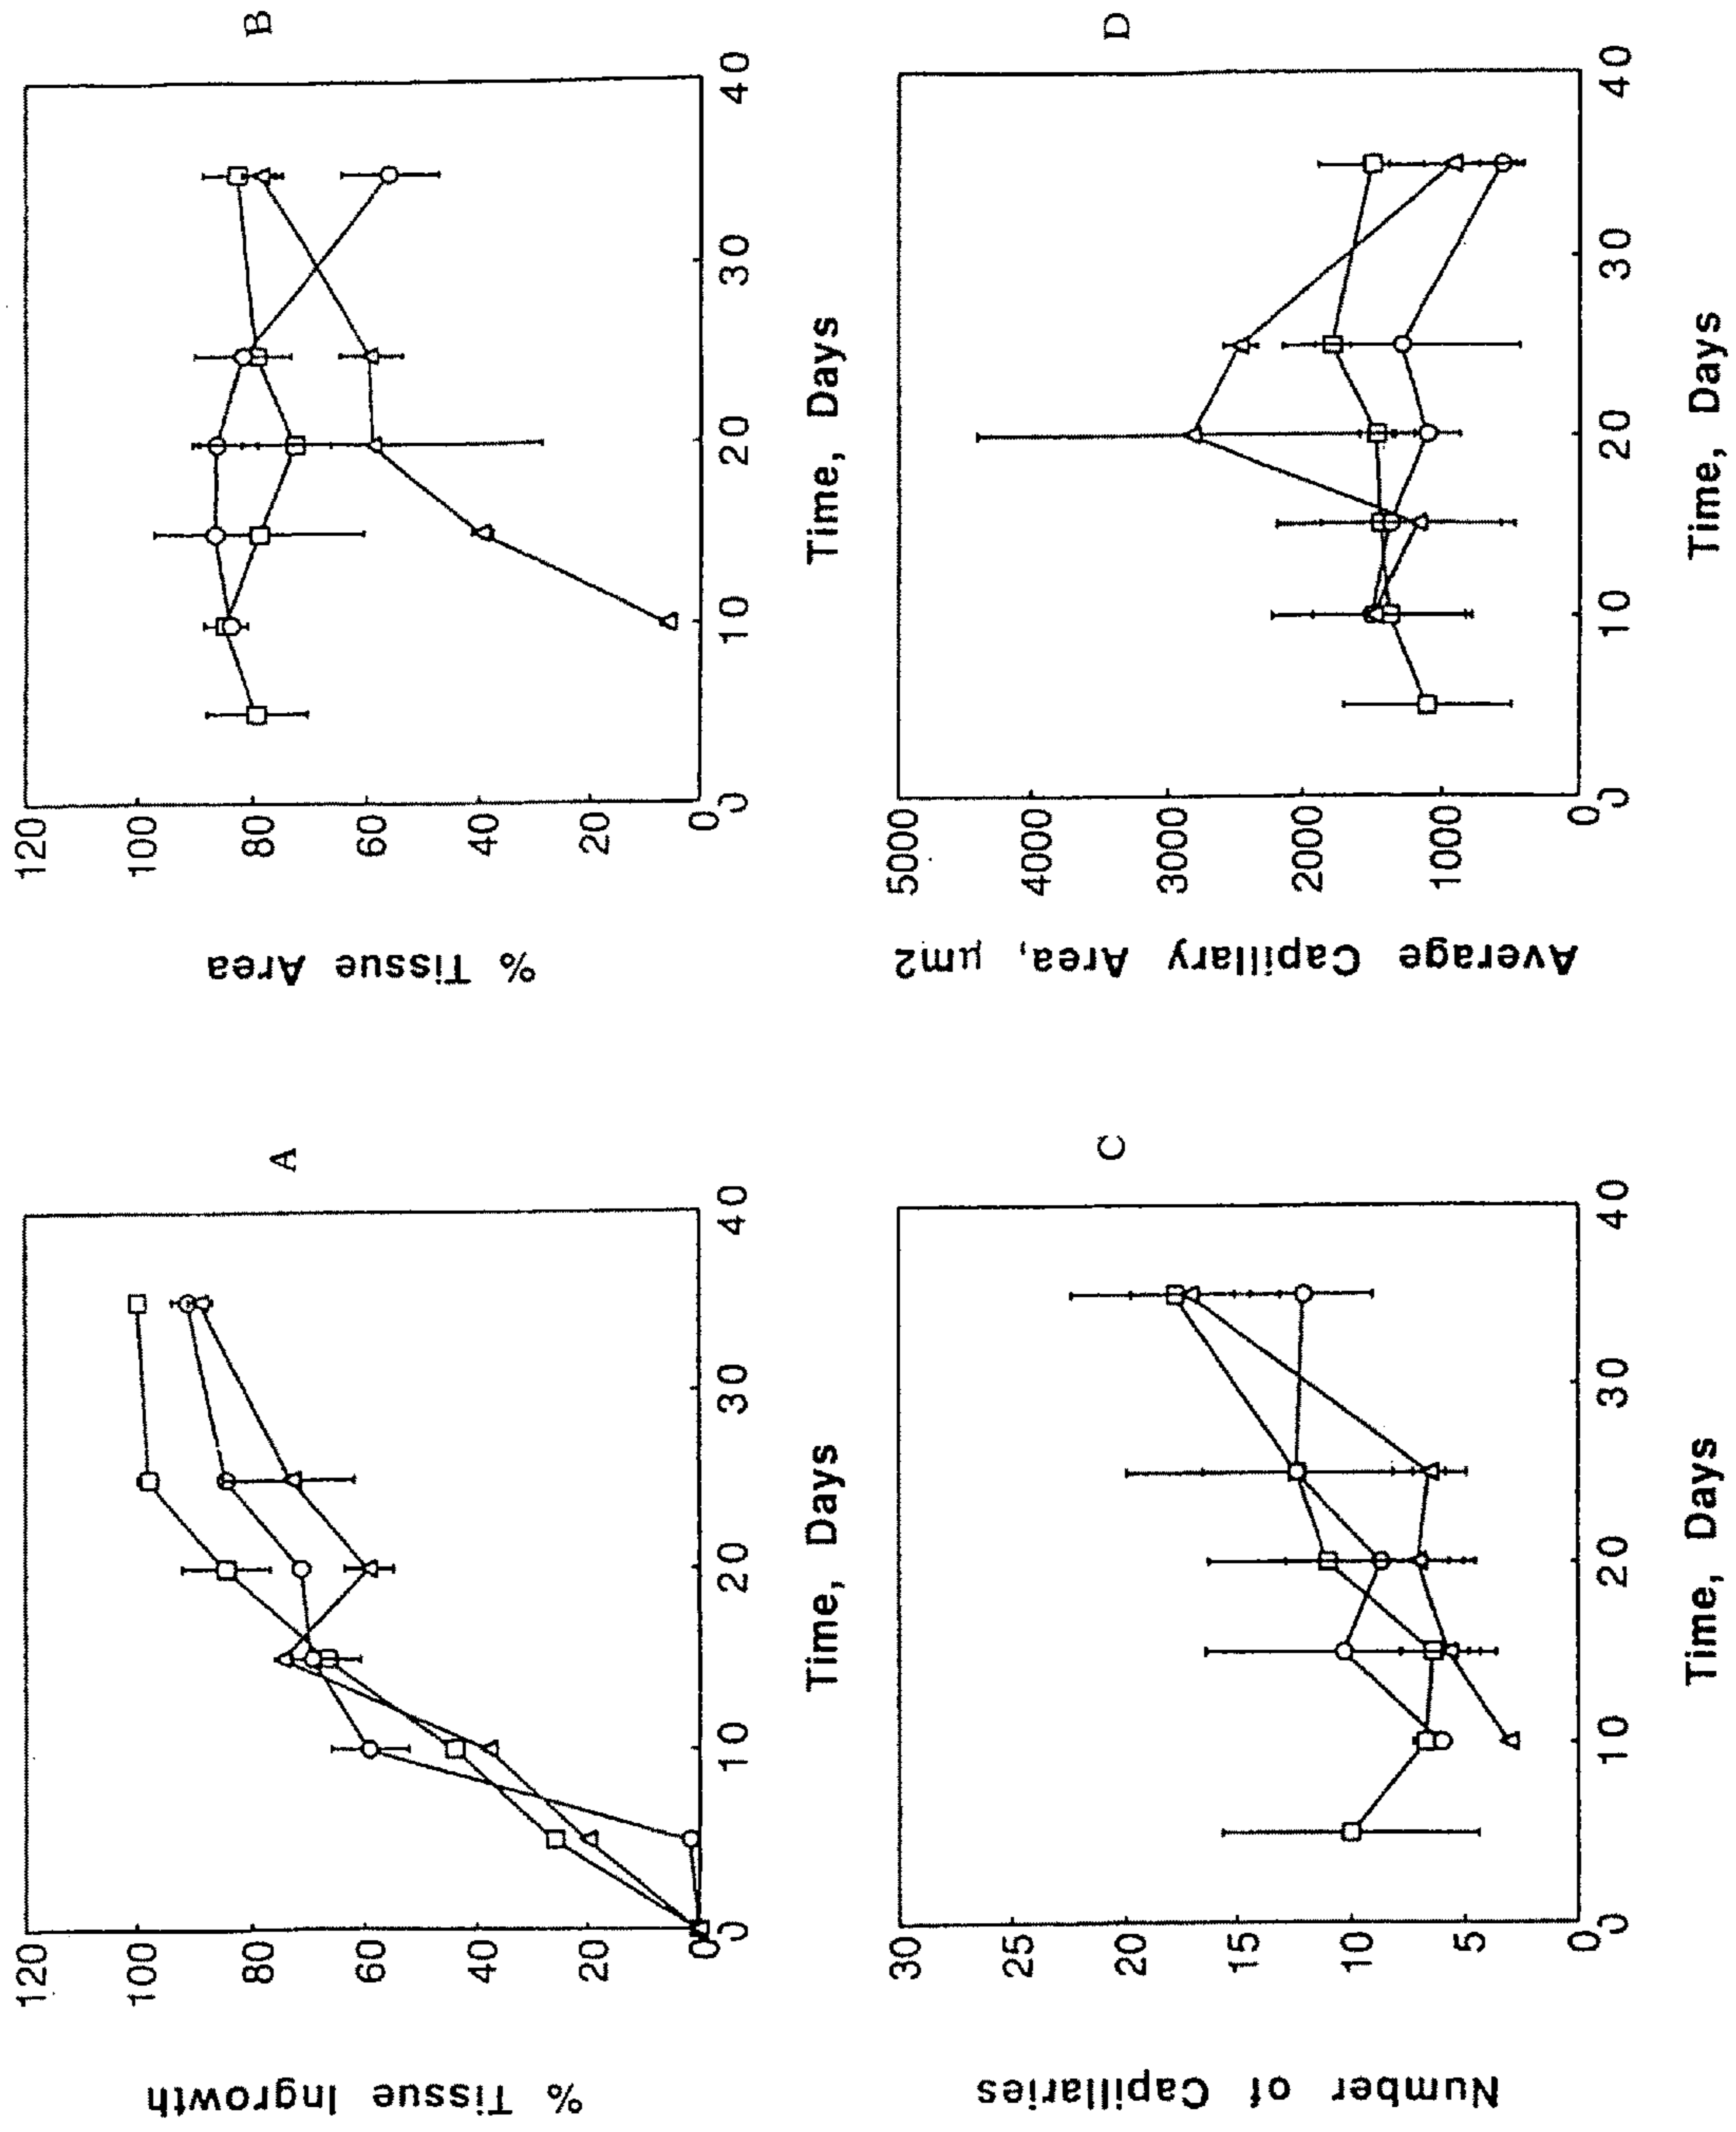 A
% Tissue Ingrowth
120
100
80
60
40
20
0
0 10 20 30 40
Time, Days
B
% Tissue Area
120
100
80
60
40
20
0
0 10 20 30 40
Time, Days
C
Number of Capillaries
30
25
20
15
10
5
0
0 10 20 30 40
Time, Days
D
Average Capillary Area, μm2
5000
4000
3000
2000
1000
0
0 10 20 30 40
Time, Days